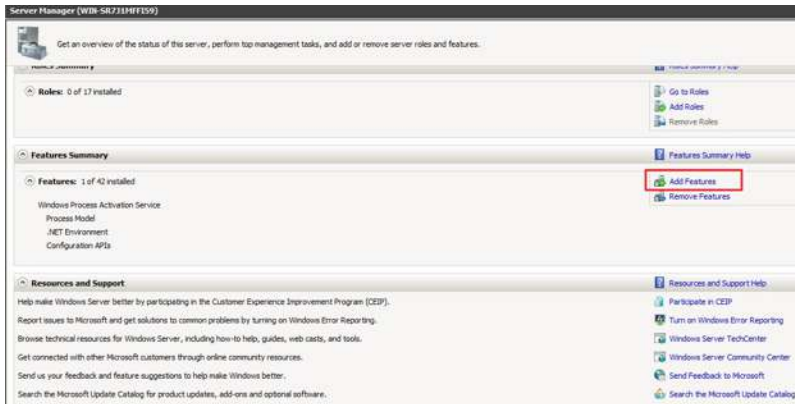 Server Manager (WIN-SR7J1MFFI59)
Get an overview of the status of this server, perform top management tasks, and add or remove server roles and features.
Roles Summary
Roles Summary Help
Roles: 0 of 17 installed
Go to Roles
Add Roles
Remove Roles
Features Summary
Features Summary Help
Features: 1 of 42 installed
Add Features
Remove Features
Windows Process Activation Service
Process Model
.NET Environment
Configuration APIs
Resources and Support
Resources and Support Help
Help make Windows Server better by participating in the Customer Experience Improvement Program (CEIP).
Participate in CEIP
Report issues to Microsoft and get solutions to common problems by turning on Windows Error Reporting.
Turn on Windows Error Reporting
Browse technical resources for Windows Server, including how-to help, guides, web casts, and tools.
Windows Server TechCenter
Get connected with other Microsoft customers through online community resources.
Windows Server Community Center
Send us your feedback and feature suggestions to help make Windows better.
Send Feedback to Microsoft
Search the Microsoft Update Catalog for product updates, add-ons and optional software.
Search the Microsoft Update Catalog